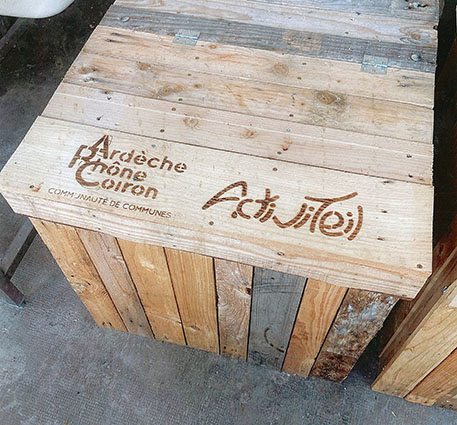 Ardèche
Rhône
Coiron
COMMUNAUTÉ DE COMMUNES
ActiviTeil